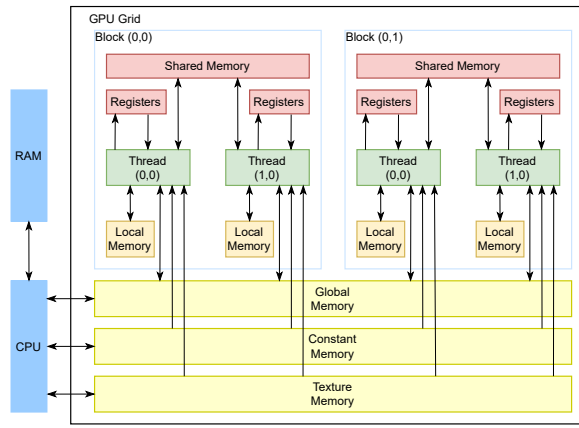 GPU Grid
Block (0,0)
Block (0,1)
Shared Memory
Shared Memory
Registers
Registers
Registers
Registers
RAM
Thread
(0,0)
Thread
(1,0)
Thread
(0,0)
Thread
(1,0)
Local
Memory
Local
Memory
Local
Memory
Local
Memory
CPU
Global
Memory
Constant
Memory
Texture
Memory